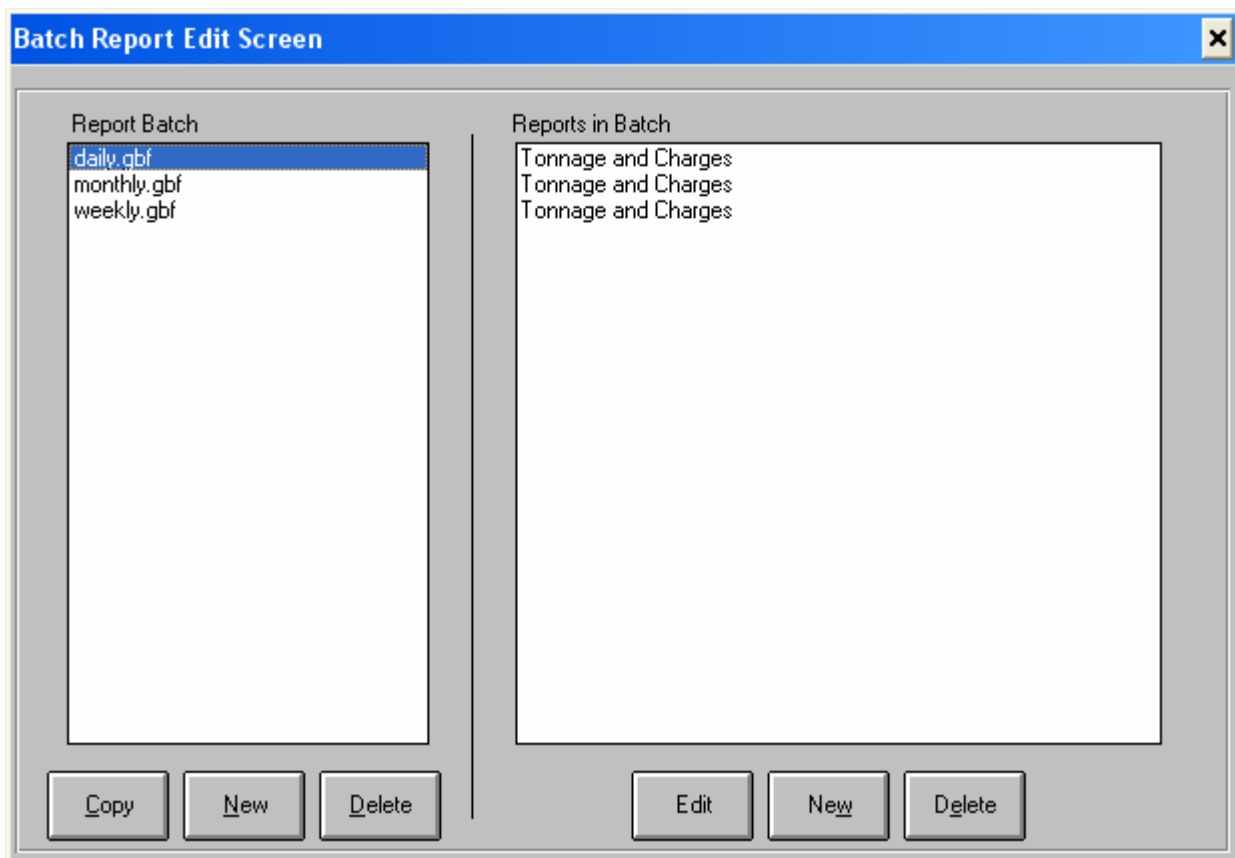 Batch Report Edit Screen
Report Batch
daily.gbf
monthly.gbf
weekly.gbf
Reports in Batch
Tonnage and Charges
Tonnage and Charges
Tonnage and Charges
Copy
New
Delete
Edit
New
Delete